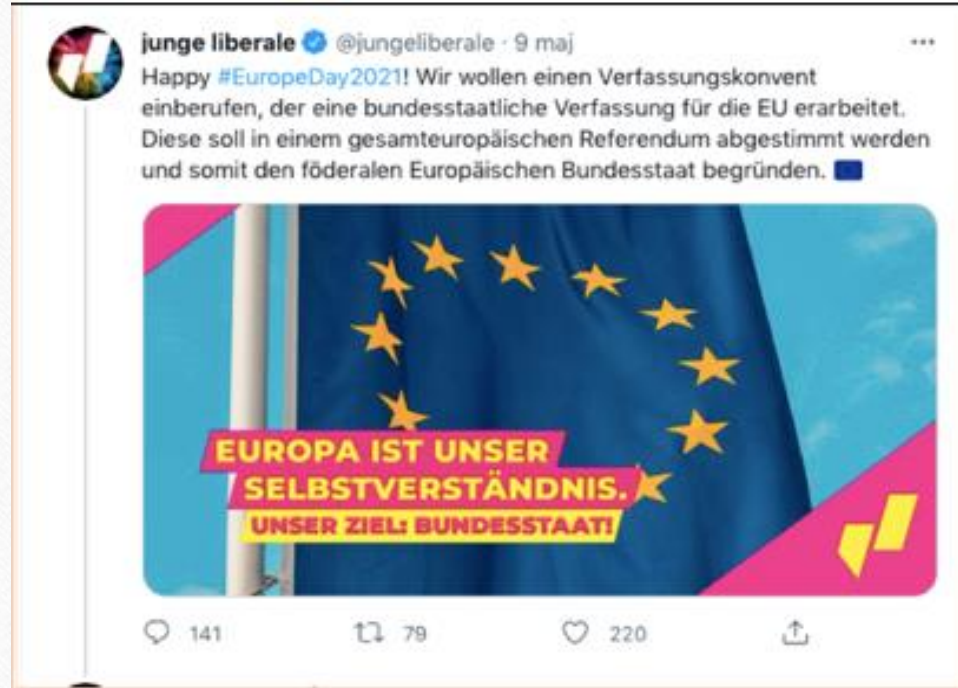 junge liberale @jungeliberale · 9 maj
Happy #EuropeDay2021! Wir wollen einen Verfassungskonvent
einberufen, der eine bundesstaatliche Verfassung für die EU erarbeitet.
Diese soll in einem gesamteuropäischen Referendum abgestimmt werden
und somit den föderalen Europäischen Bundesstaat begründen. 🇪🇺
EUROPA IST UNSER
SELBSTVERSTÄNDNIS.
UNSER ZIEL: BUNDESSTAAT!
141 79 220